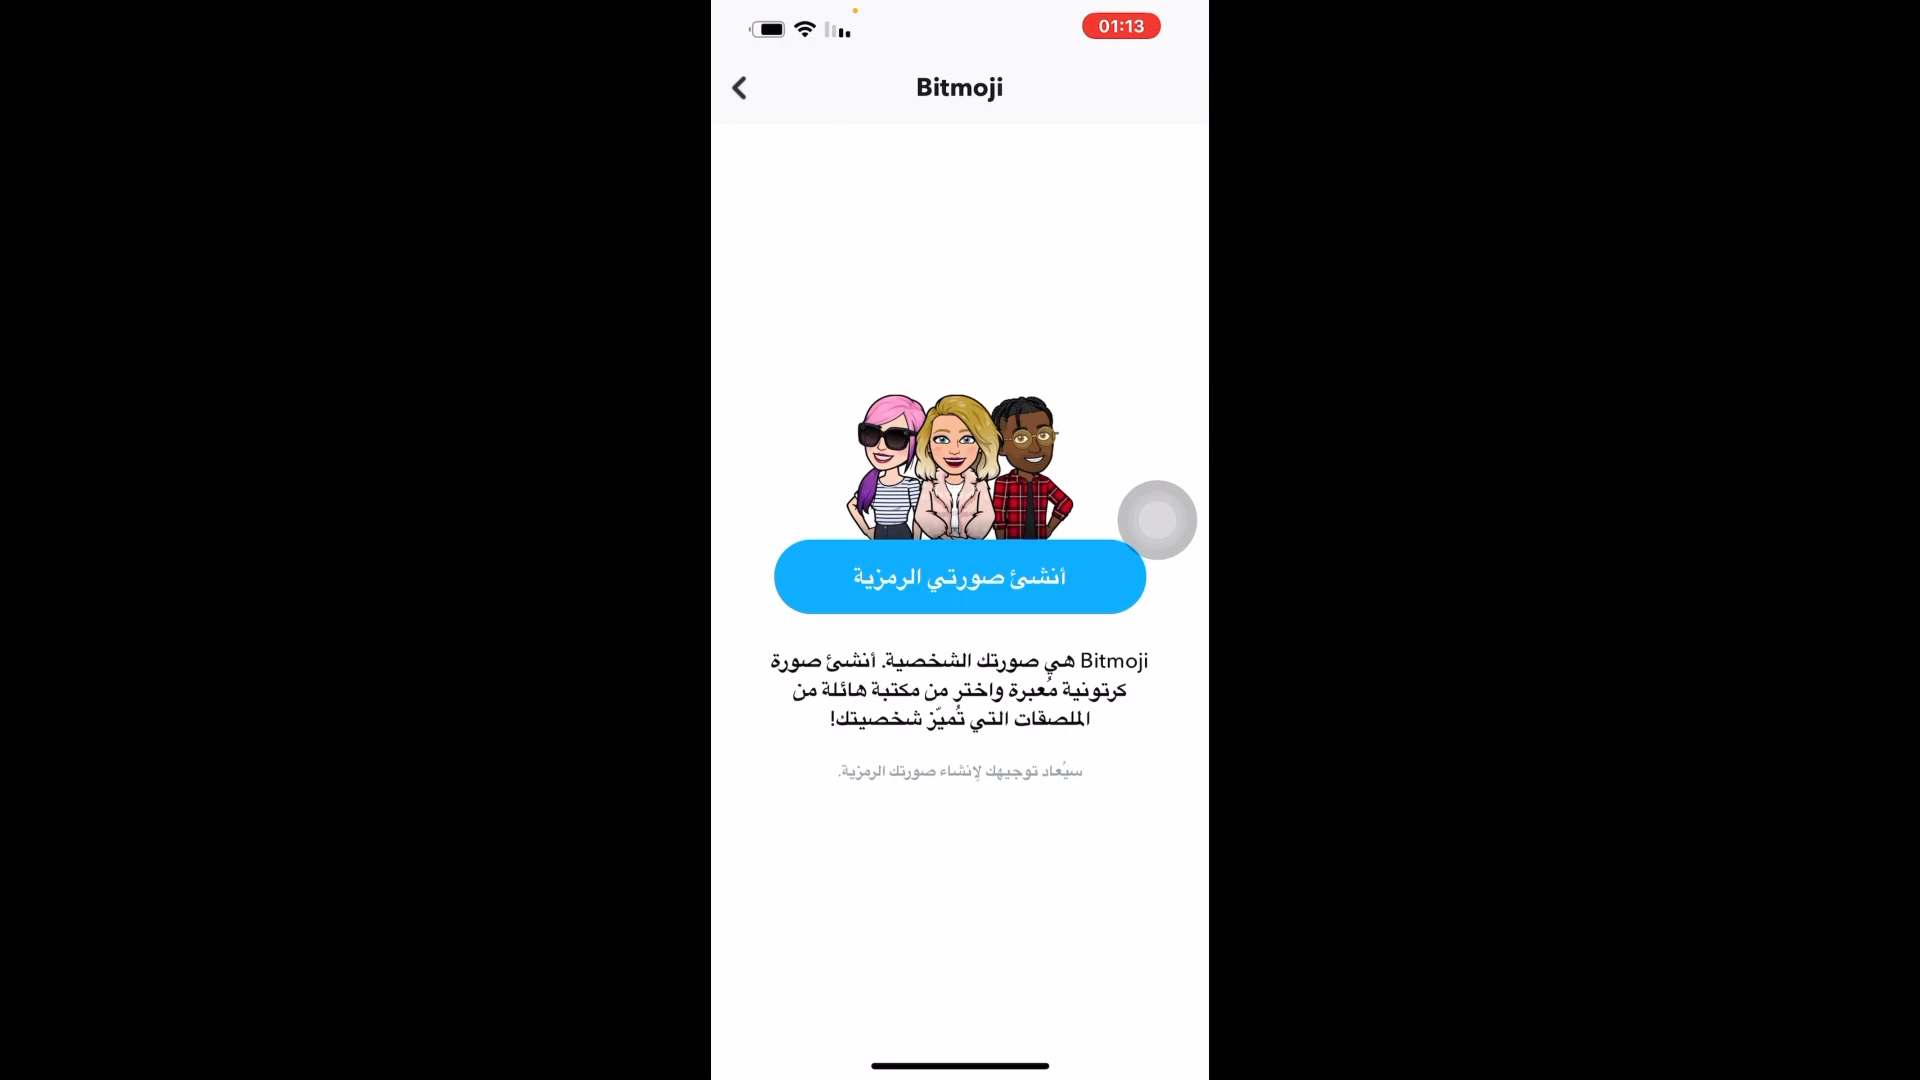 01:13
Bitmoji
أنشئ صورتي الرمزية
Bitmoji هي صورتك الشخصية. أنشئ صورة
كرتونية مُعبرة واختر من مكتبة هائلة من
الملصقات التي تُميّز شخصيتك!
سيُعاد توجيهك لإنشاء صورتك الرمزية.